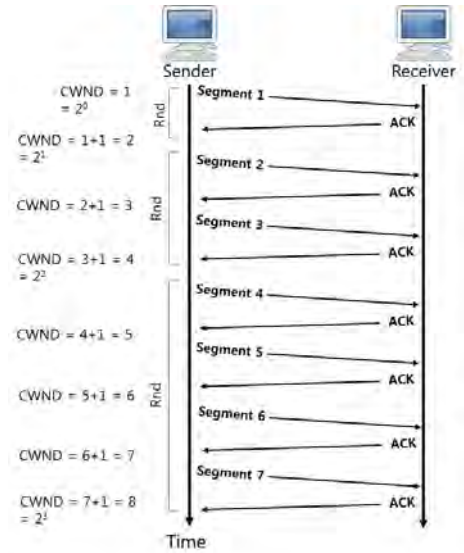 Sender
Receiver
CWND = 1
= 2⁰
Rnd
Segment 1
ACK
CWND = 1+1 = 2
= 2¹
Segment 2
ACK
CWND = 2+1 = 3
Rnd
Segment 3
ACK
CWND = 3+1 = 4
= 2²
Segment 4
ACK
CWND = 4+1 = 5
Segment 5
ACK
CWND = 5+1 = 6
Rnd
Segment 6
ACK
CWND = 6+1 = 7
Segment 7
ACK
CWND = 7+1 = 8
= 2³
Time